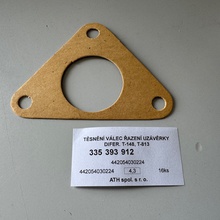 TĚSNĚNÍ VÁLEC ŘAZENÍ UZÁVĚRKY
DIFER. T-148, T-813
335 393 912
442054030224
442054030224 4,3 16ks
ATH spol. s r. o.